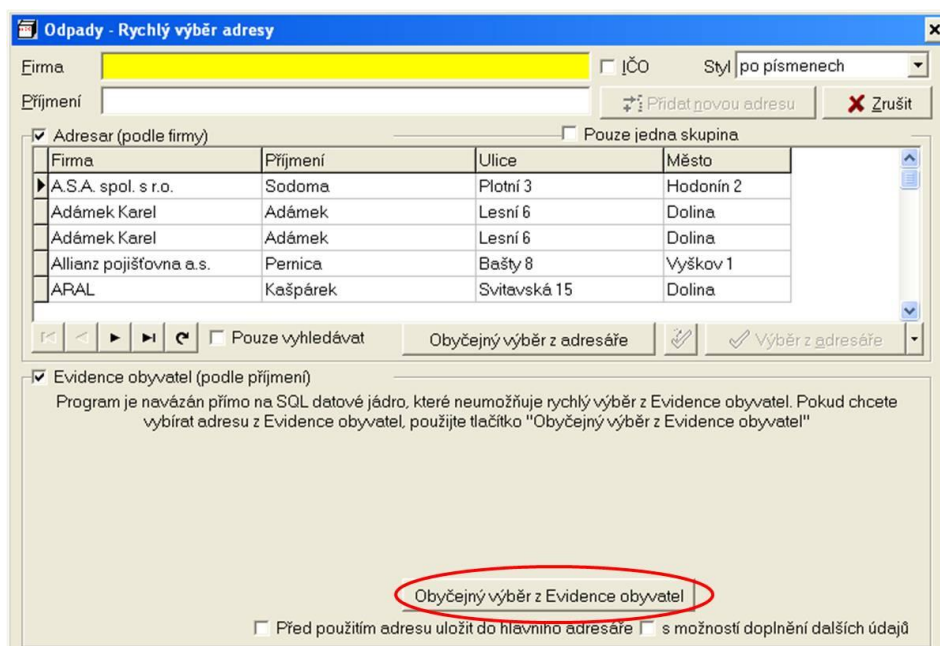 Odpady - Rychlý výběr adresy
Firma IČO Styl po písmenech
Příjmení Přidat novou adresu Zrušit
Adresar (podle firmy) Pouze jedna skupina
Firma Příjmení Ulice Město
A.S.A. spol. s r.o. Sodoma Plotní 3 Hodonín 2
Adámek Karel Adámek Lesní 6 Dolina
Adámek Karel Adámek Lesní 6 Dolina
Allianz pojišťovna a.s. Pernica Bašty 8 Vyškov 1
ARAL Kašpárek Svitavská 15 Dolina
Pouze vyhledávat Obyčejný výběr z adresáře Výběr z adresáře
Evidence obyvatel (podle příjmení)
Program je navázán přímo na SQL datové jádro, které neumožňuje rychlý výběr z Evidence obyvatel. Pokud chcete
vybírat adresu z Evidence obyvatel, použijte tlačítko "Obyčejný výběr z Evidence obyvatel"
Obyčejný výběr z Evidence obyvatel
Před použitím adresu uložit do hlavního adresáře s možností doplnění dalších údajů